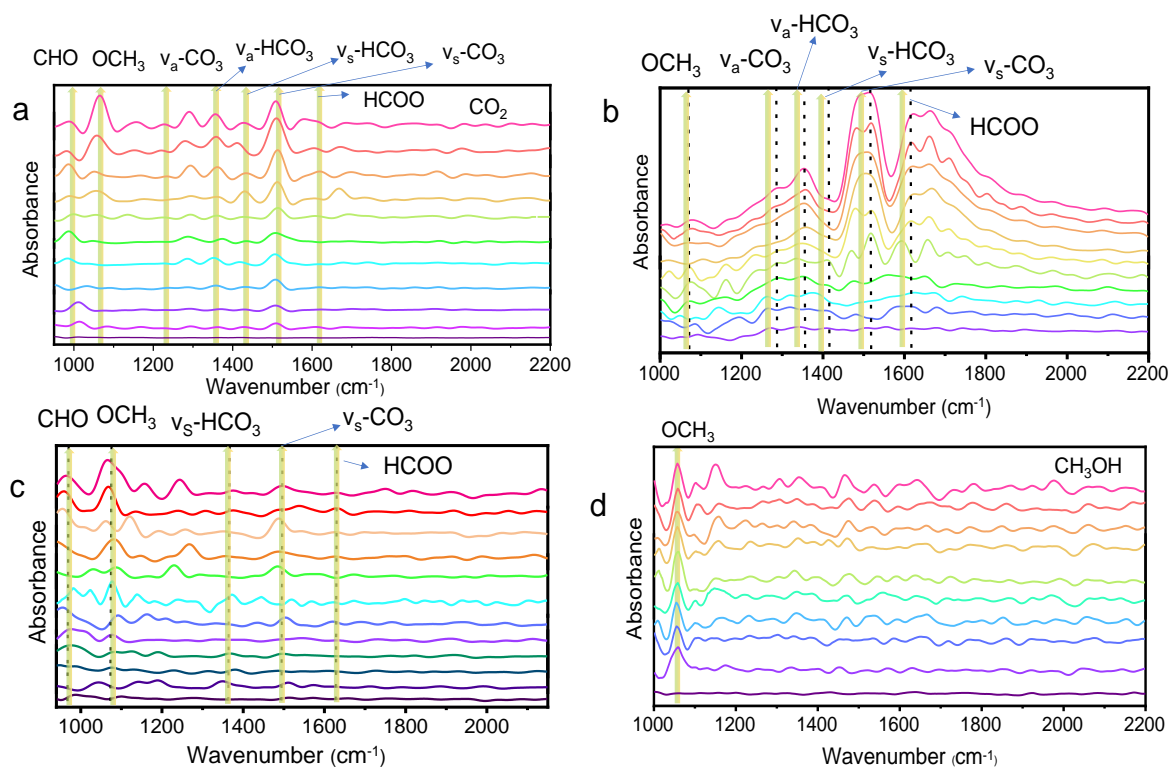 a
CHO OCH3 va-CO3 va-HCO3 vs-HCO3 vs-CO3
HCOO
CO2
Absorbance
1000 1200 1400 1600 1800 2000 2200
Wavenumber (cm-1)
b
OCH3 va-CO3 va-HCO3 vs-HCO3 vs-CO3
HCOO
Absorbance
1000 1200 1400 1600 1800 2000 2200
Wavenumber (cm-1)
c
CHO OCH3 vS-HCO3 vs-CO3
HCOO
Absorbance
1000 1200 1400 1600 1800 2000
Wavenumber (cm-1)
d
OCH3
CH3OH
Absorbance
1000 1200 1400 1600 1800 2000 2200
Wavenumber (cm-1)